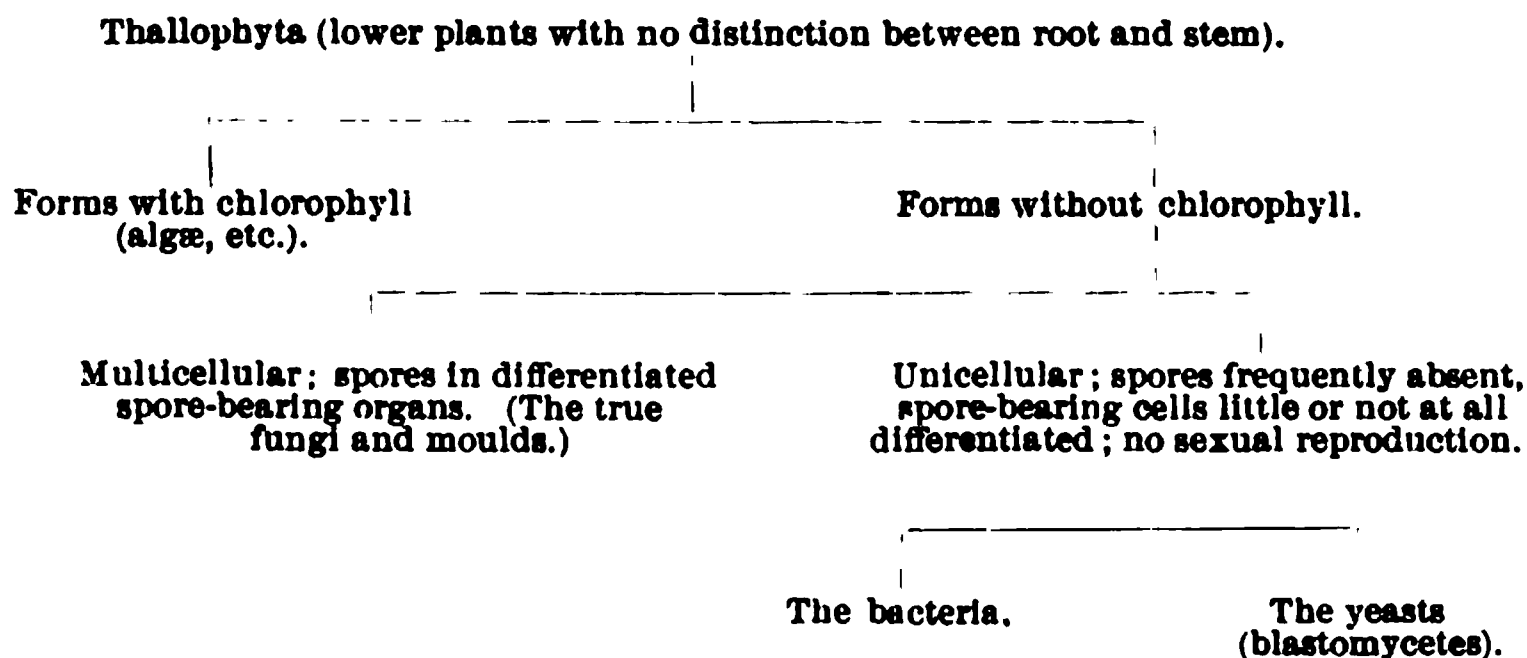 Thallophyta (lower plants with no distinction between root and stem).
Forms with chlorophyll
(algæ, etc.).
Forms without chlorophyll.
Multicellular; spores in differentiated
spore-bearing organs. (The true
fungi and moulds.)
Unicellular; spores frequently absent,
spore-bearing cells little or not at all
differentiated; no sexual reproduction.
The bacteria.
The yeasts
(blastomycetes).